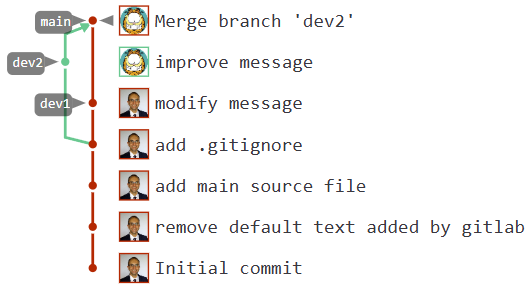 main Merge branch 'dev2'
dev2 improve message
dev1 modify message
add .gitignore
add main source file
remove default text added by gitlab
Initial commit